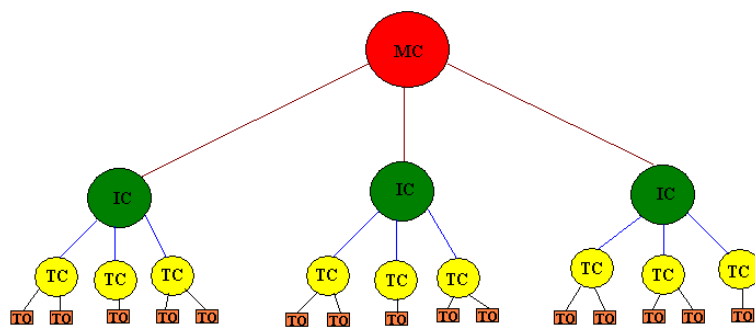 MC
IC IC IC
TC TC TC TC TC TC TC TC TC
TO TO TO TO TO TO TO TO TO TO TO TO TO TO TO